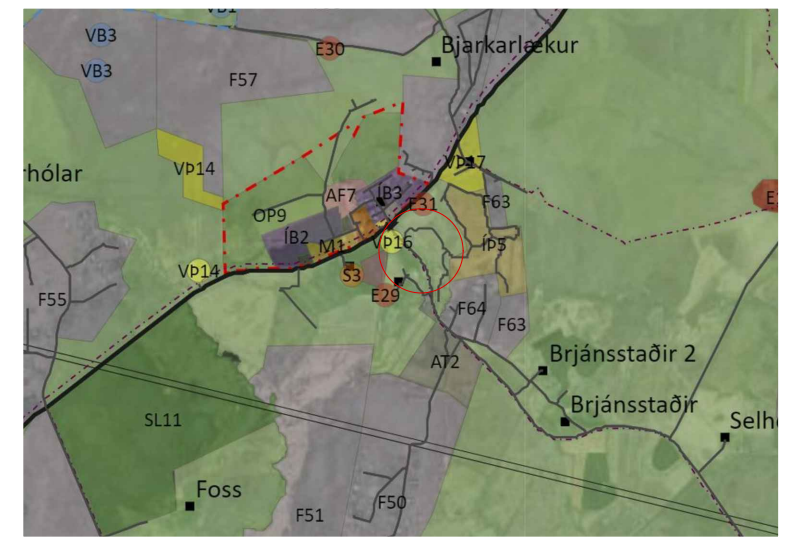 VB1
VB3
E30
Bjarkarlækur
VB3
F57
VÞ17
VÞ14
rhólar
AF7
ÍB3
F63
E31
OP9
ÍB2
M1
VÞ16
ÍÞ5
VÞ14
S3
E29
F55
F64
F63
AT2
Brjánsstaðir 2
Brjánsstaðir
SL11
Selh
Foss
F50
F51